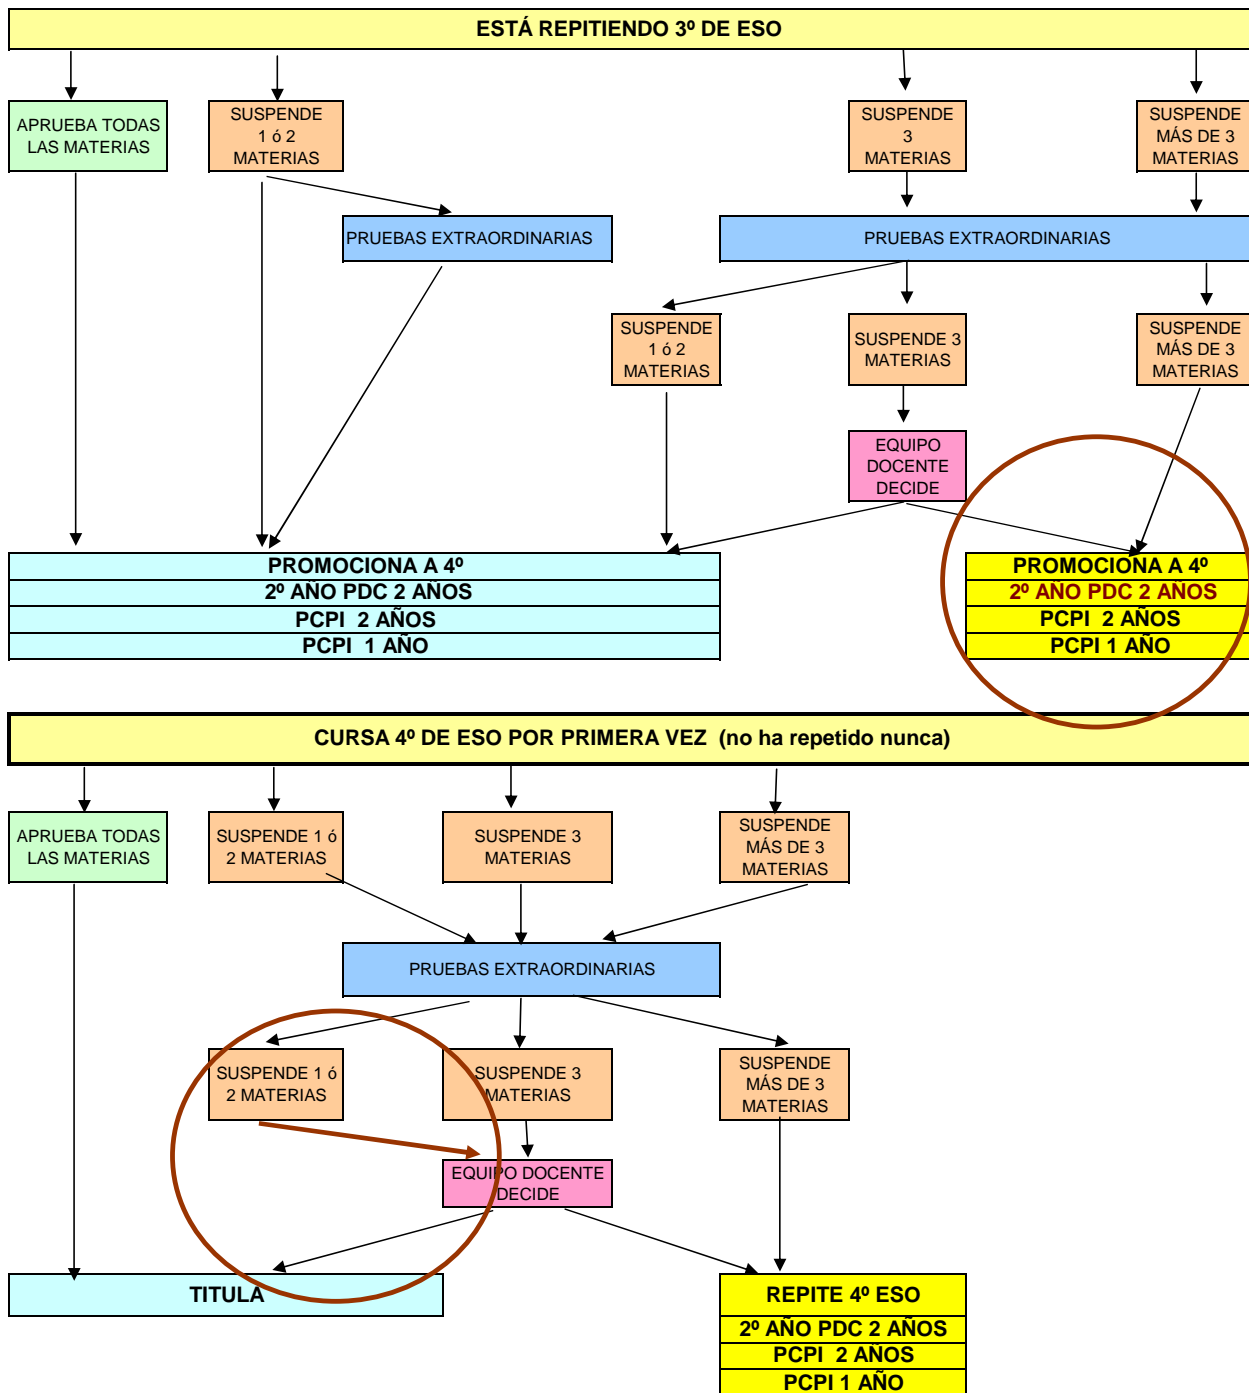 ESTÁ REPITIENDO 3º DE ESO
APRUEBA TODAS
LAS MATERIAS
SUSPENDE
1 ó 2
MATERIAS
SUSPENDE
3
MATERIAS
SUSPENDE
MÁS DE 3
MATERIAS
PRUEBAS EXTRAORDINARIAS
PRUEBAS EXTRAORDINARIAS
SUSPENDE
1 ó 2
MATERIAS
SUSPENDE 3
MATERIAS
SUSPENDE
MÁS DE 3
MATERIAS
EQUIPO
DOCENTE
DECIDE
PROMOCIONA A 4º
2º AÑO PDC 2 AÑOS
PCPI 2 AÑOS
PCPI 1 AÑO
PROMOCIONA A 4º
2º AÑO PDC 2 AÑOS
PCPI 2 AÑOS
PCPI 1 AÑO
CURSA 4º DE ESO POR PRIMERA VEZ (no ha repetido nunca)
APRUEBA TODAS
LAS MATERIAS
SUSPENDE 1 ó
2 MATERIAS
SUSPENDE 3
MATERIAS
SUSPENDE
MÁS DE 3
MATERIAS
PRUEBAS EXTRAORDINARIAS
SUSPENDE 1 ó
2 MATERIAS
SUSPENDE 3
MATERIAS
SUSPENDE
MÁS DE 3
MATERIAS
EQUIPO DOCENTE
DECIDE
TITULA
REPITE 4º ESO
2º AÑO PDC 2 AÑOS
PCPI 2 AÑOS
PCPI 1 AÑO